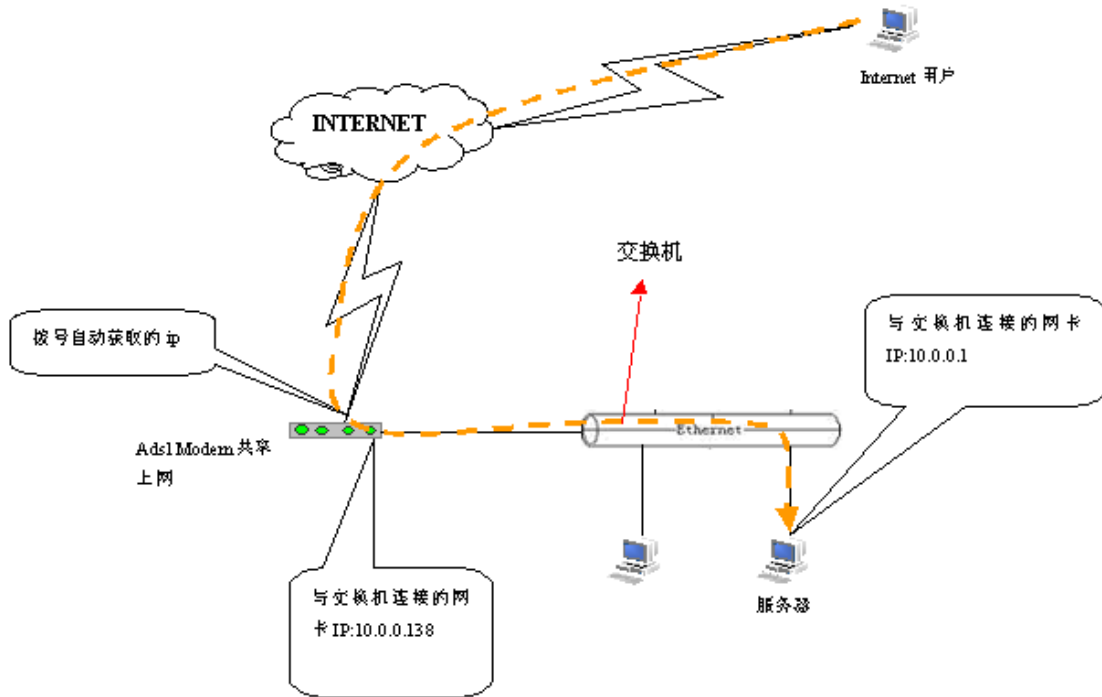 Internet 用户
INTERNET
交换机
与交换机连接的网卡
IP:10.0.0.1
拨号自动获取的 ip
Ethernet
Adsl Modem 共享
上网
与交换机连接的网
卡 IP:10.0.0.138
服务器